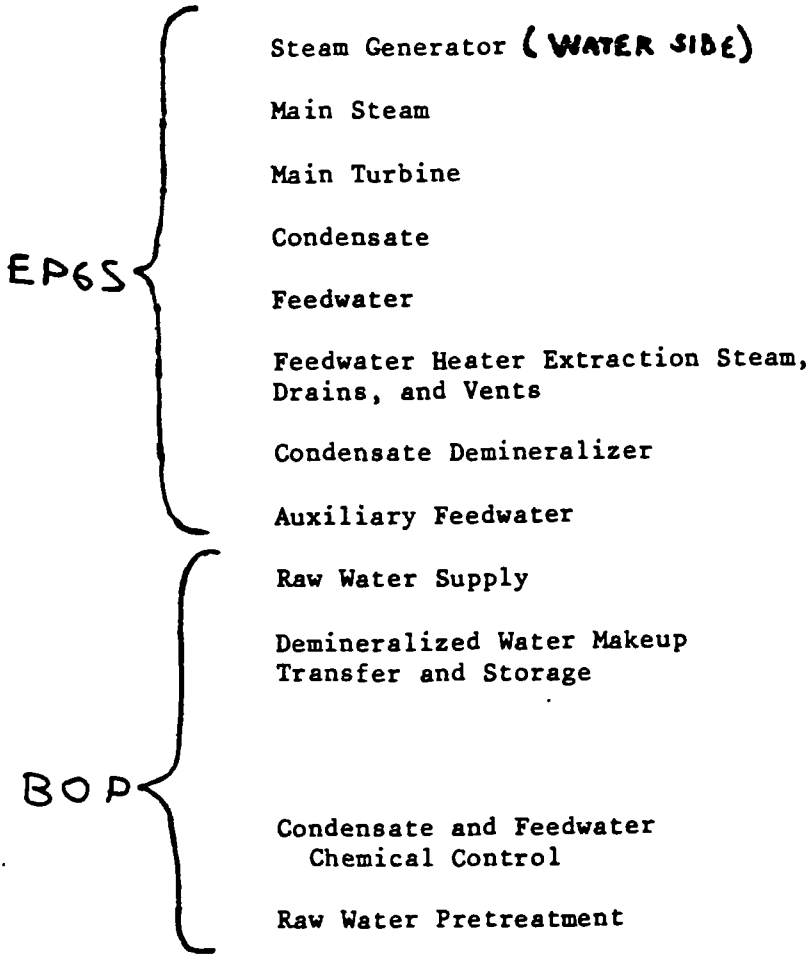 Steam Generator (WATER SIDE)
Main Steam
Main Turbine
Condensate
EPGS
Feedwater
Feedwater Heater Extraction Steam,
Drains, and Vents
Condensate Demineralizer
Auxiliary Feedwater
Raw Water Supply
Demineralized Water Makeup
Transfer and Storage
BOP
Condensate and Feedwater
Chemical Control
Raw Water Pretreatment